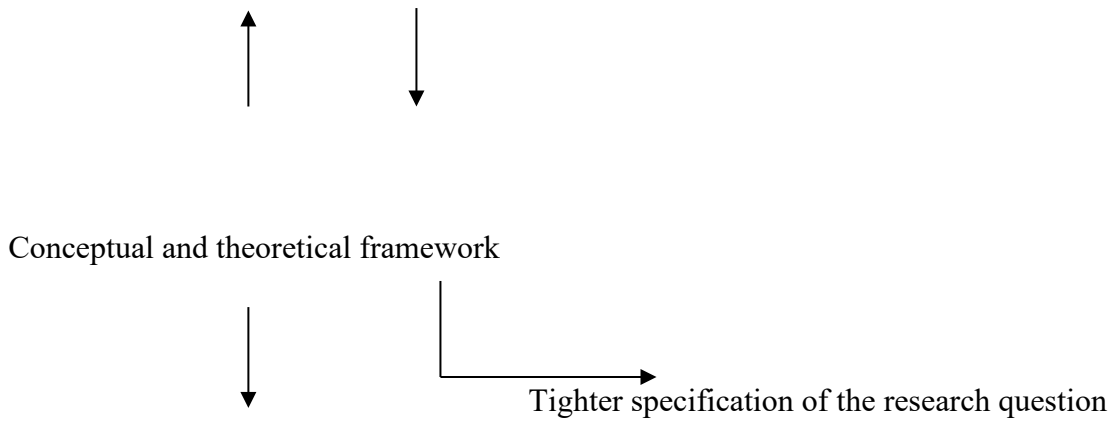 Conceptual and theoretical framework
Tighter specification of the research question